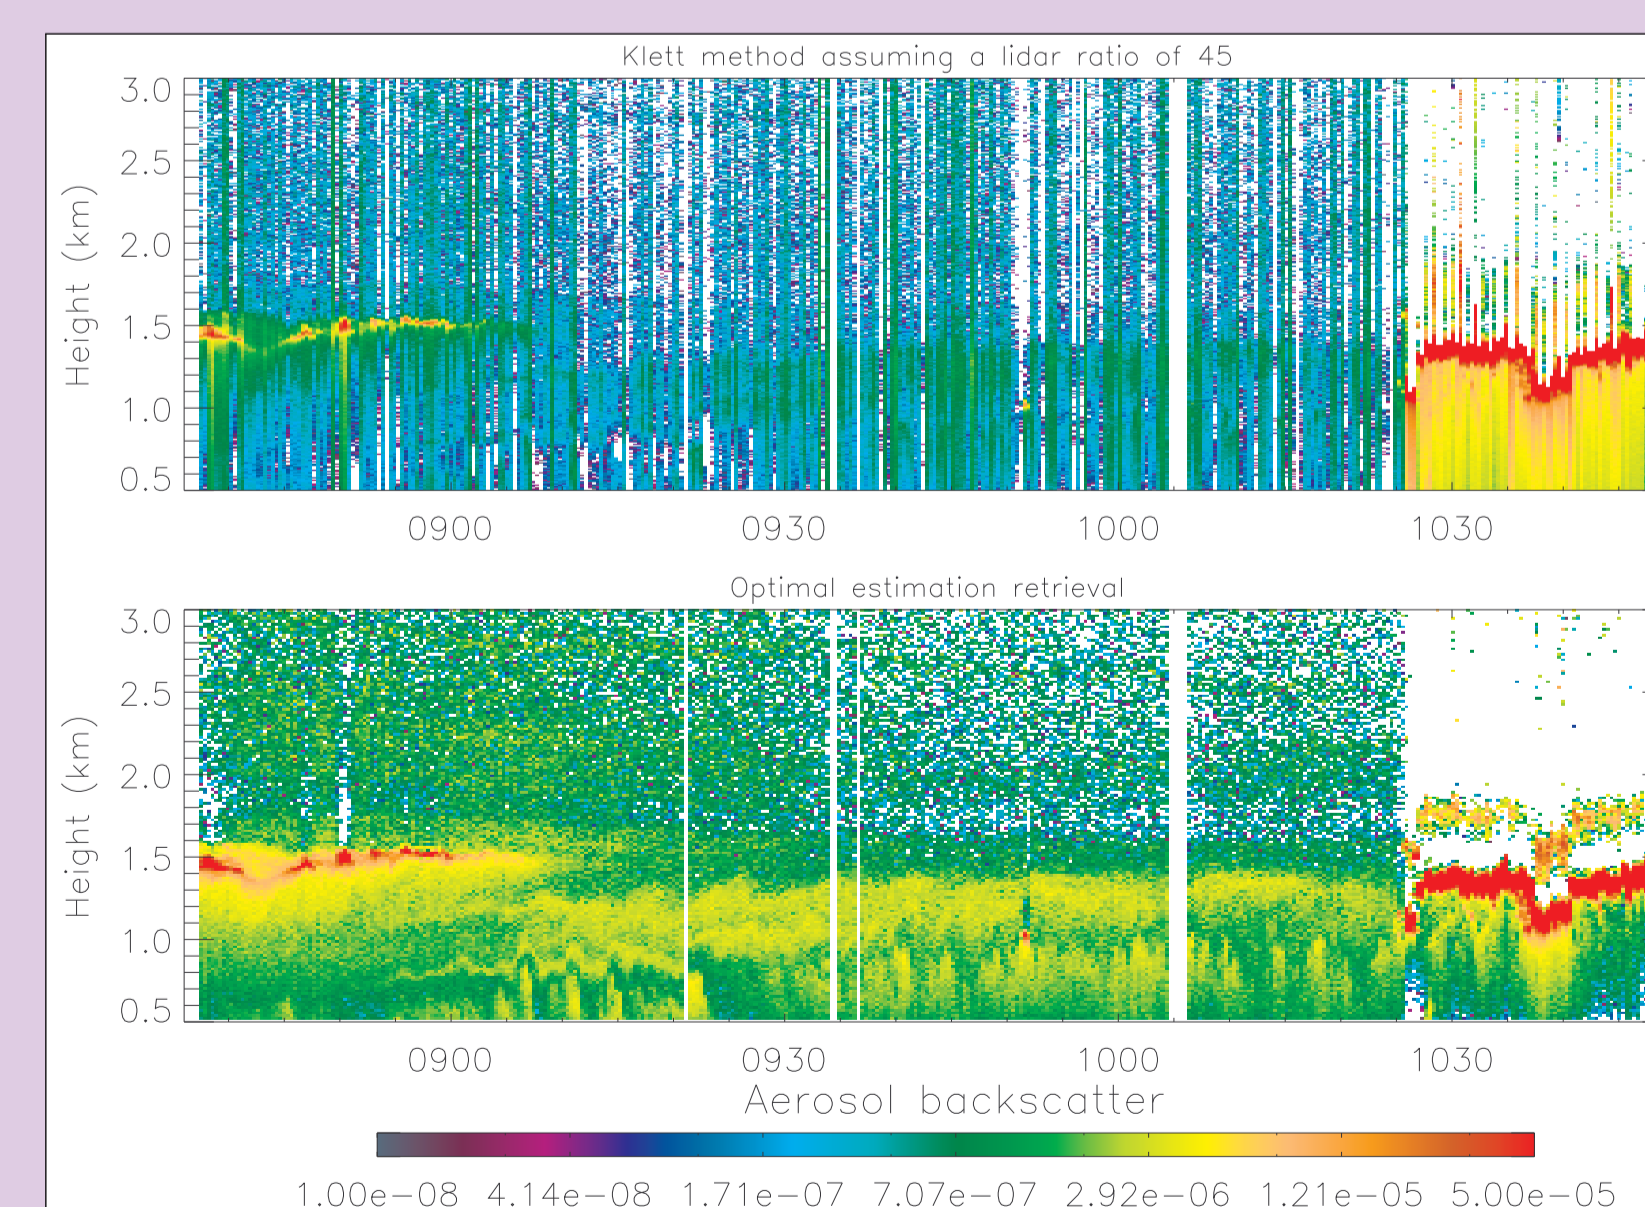 Klett method assuming a lidar ratio of 45
3.0
2.5
2.0
1.5
1.0
0.5
Height (km)
0900 0930 1000 1030
Optimal estimation retrieval
3.0
2.5
2.0
1.5
1.0
0.5
Height (km)
0900 0930 1000 1030
Aerosol backscatter
1.00e-08 4.14e-08 1.71e-07 7.07e-07 2.92e-06 1.21e-05 5.00e-05